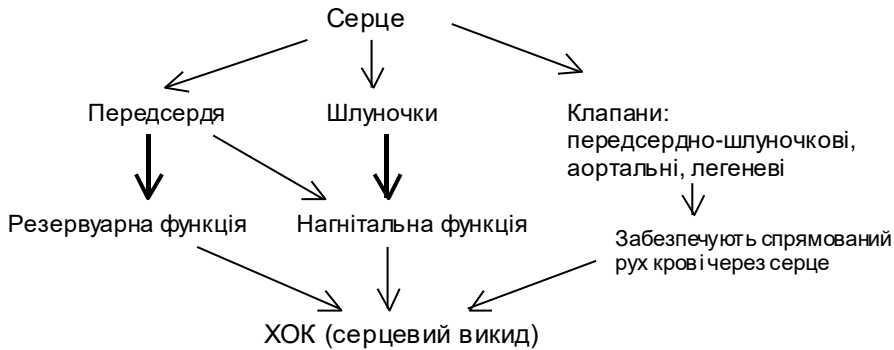 Серце
Передсердя
Шлуночки
Клапани:
передсердно-шлуночкові,
аортальні, легеневі
Резервуарна функція
Нагнітальна функція
Забезпечують спрямований
рух крові через серце
ХОК (серцевий викид)